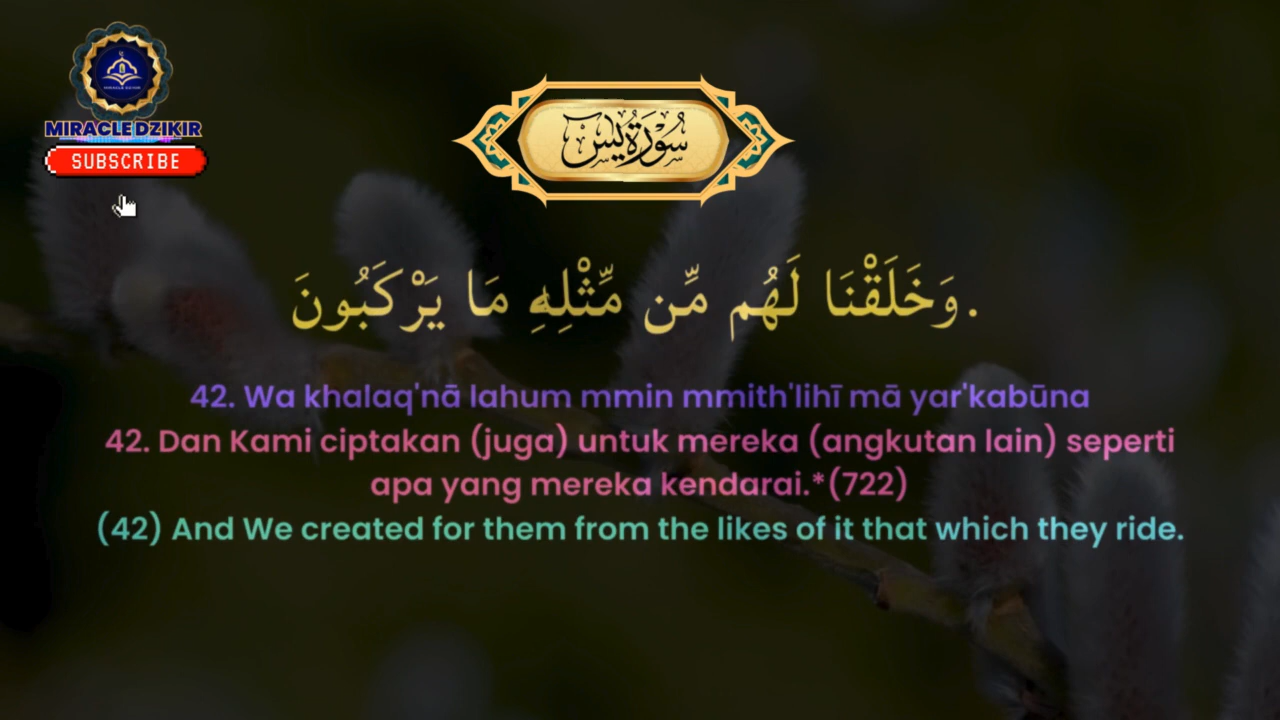 MIRACLE DZIKIR
SUBSCRIBE
سُورَةُ يس
وَخَلَقْنَا لَهُم مِّن مِّثْلِهِ مَا يَرْكَبُونَ.
42. Wa khalaq'nā lahum mmin mmith'lihī mā yar'kabūna
42. Dan Kami ciptakan (juga) untuk mereka (angkutan lain) seperti
apa yang mereka kendarai.*(722)
(42) And We created for them from the likes of it that which they ride.